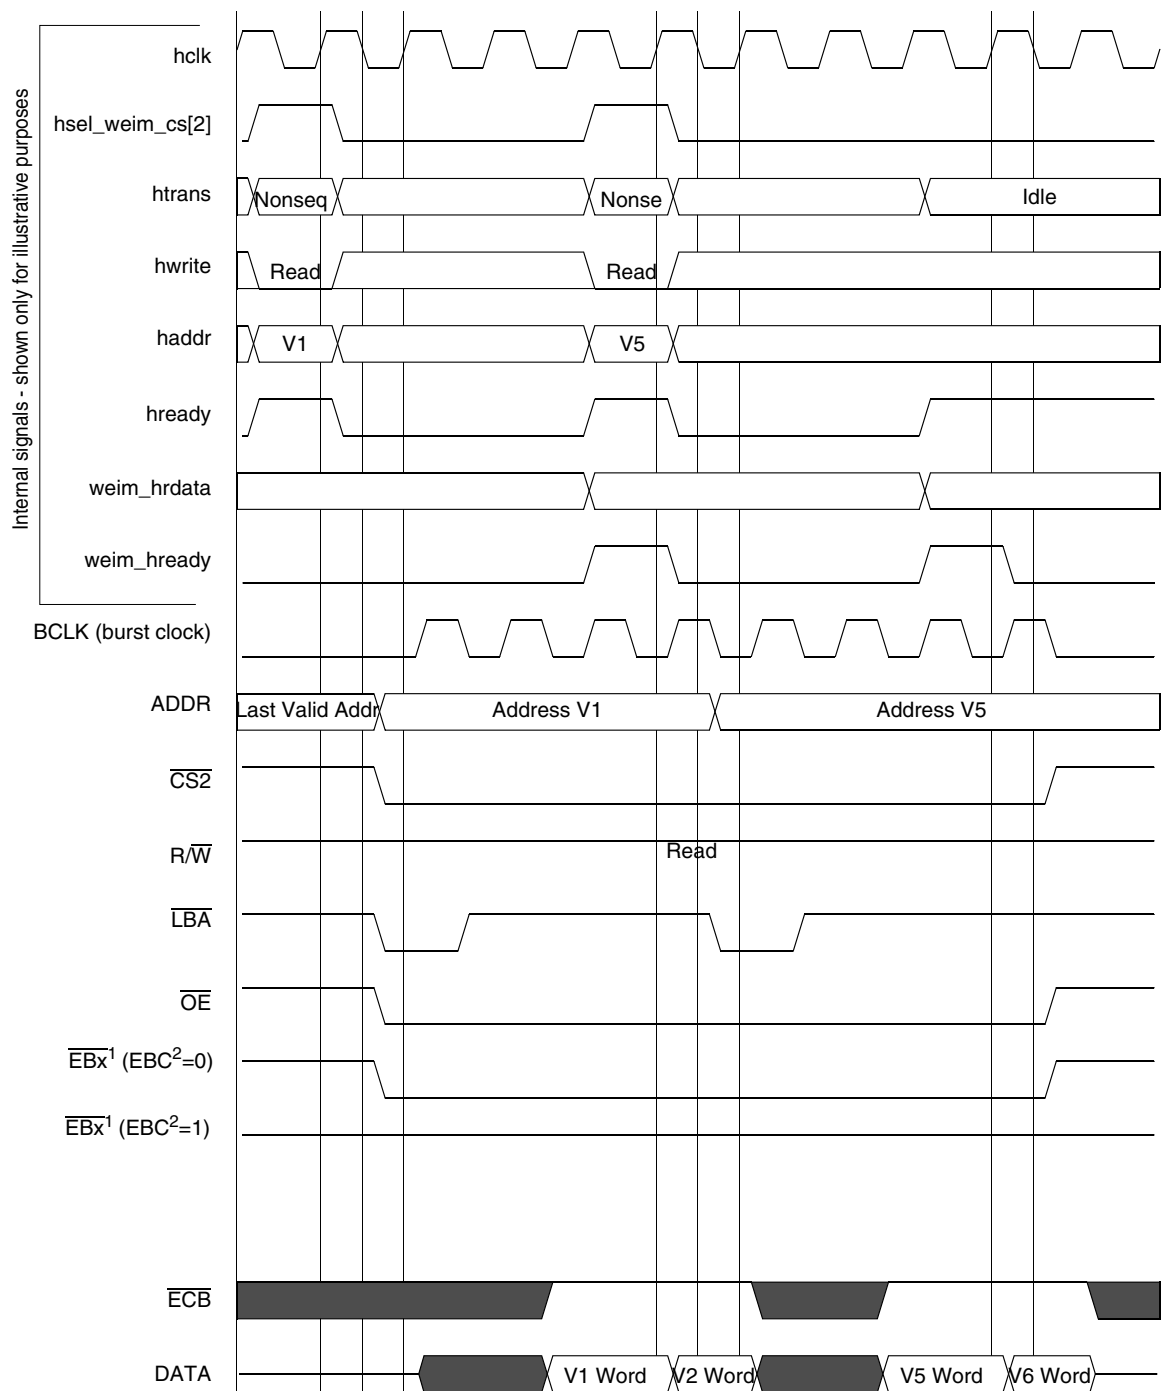 Internal signals - shown only for illustrative purposes
hclk
hsel_weim_cs[2]
htrans Nonseq Nonse Idle
hwrite Read Read
haddr V1 V5
hready
weim_hrdata
weim_hready
BCLK (burst clock)
ADDR Last Valid Addr Address V1 Address V5
CS2
R/W Read
LBA
OE
EBx1 (EBC2=0)
EBx1 (EBC2=1)
ECB
DATA V1 Word V2 Word V5 Word V6 Word